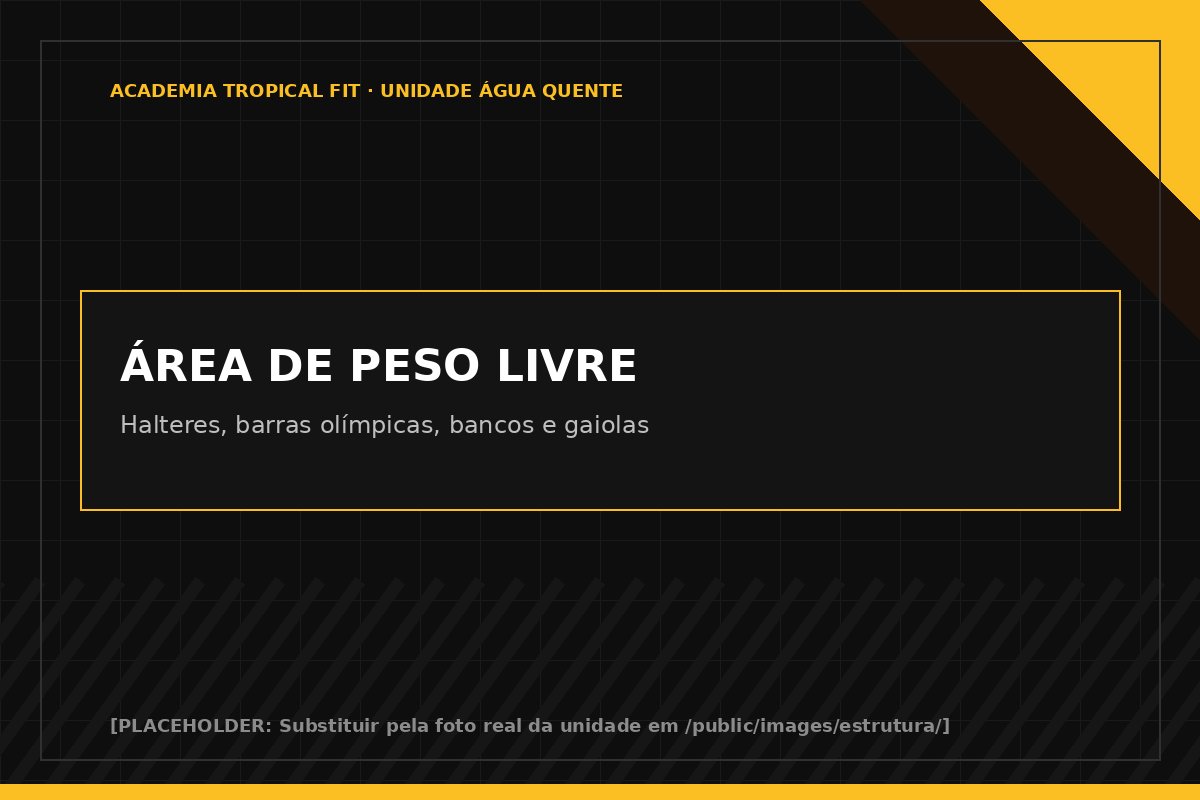 ACADEMIA TROPICAL FIT · UNIDADE ÁGUA QUENTE
ÁREA DE PESO LIVRE
Halteres, barras olímpicas, bancos e gaiolas
[PLACEHOLDER: Substituir pela foto real da unidade em /public/images/estrutura/]